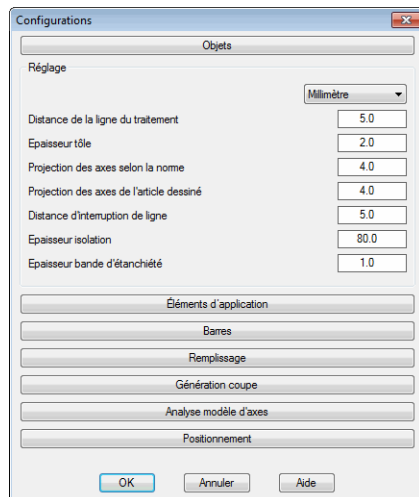 Configurations
Objets
Réglage
Millimètre
Distance de la ligne du traitement 5.0
Epaisseur tôle 2.0
Projection des axes selon la norme 4.0
Projection des axes de l'article dessiné 4.0
Distance d'interruption de ligne 5.0
Epaisseur isolation 80.0
Epaisseur bande d'étanchiété 1.0
Éléments d'application
Barres
Remplissage
Génération coupe
Analyse modèle d'axes
Positionnement
OK Annuler Aide